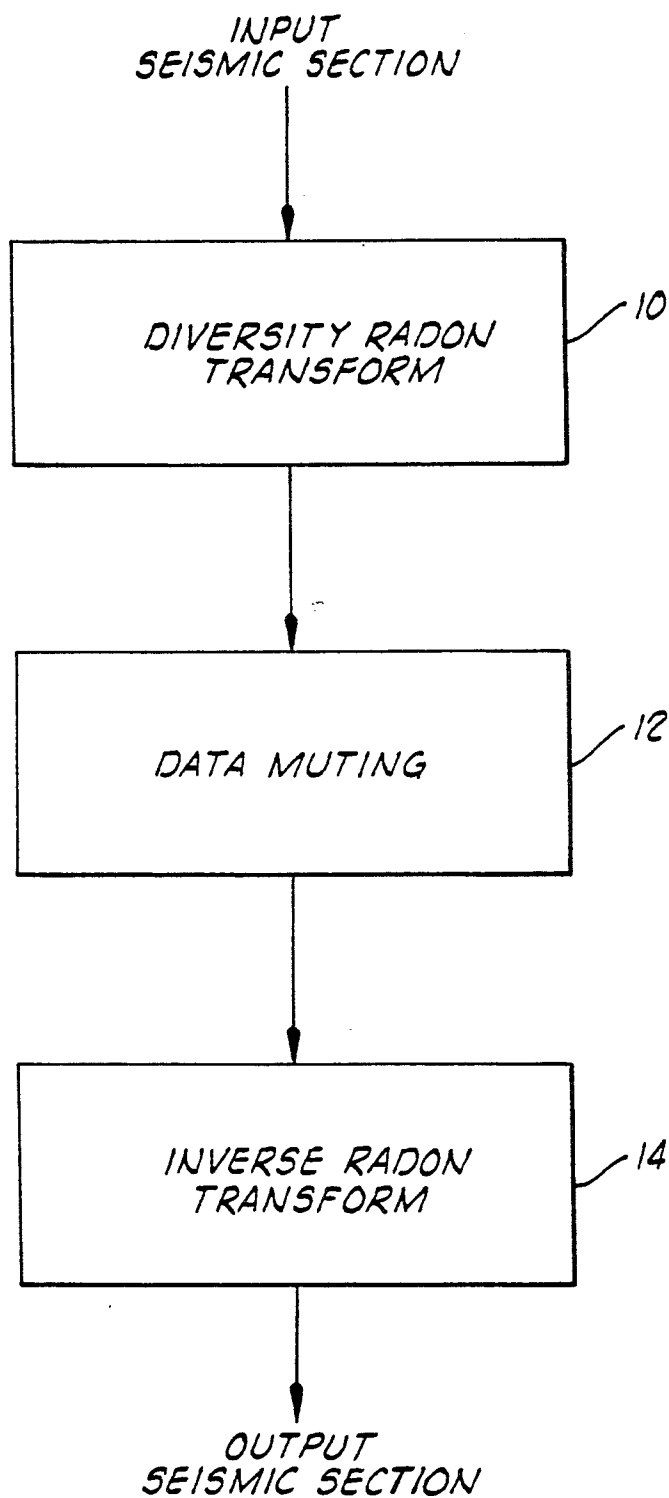 INPUT
SEISMIC SECTION
DIVERSITY RADON
TRANSFORM
10
DATA MUTING
12
INVERSE RADON
TRANSFORM
14
OUTPUT
SEISMIC SECTION